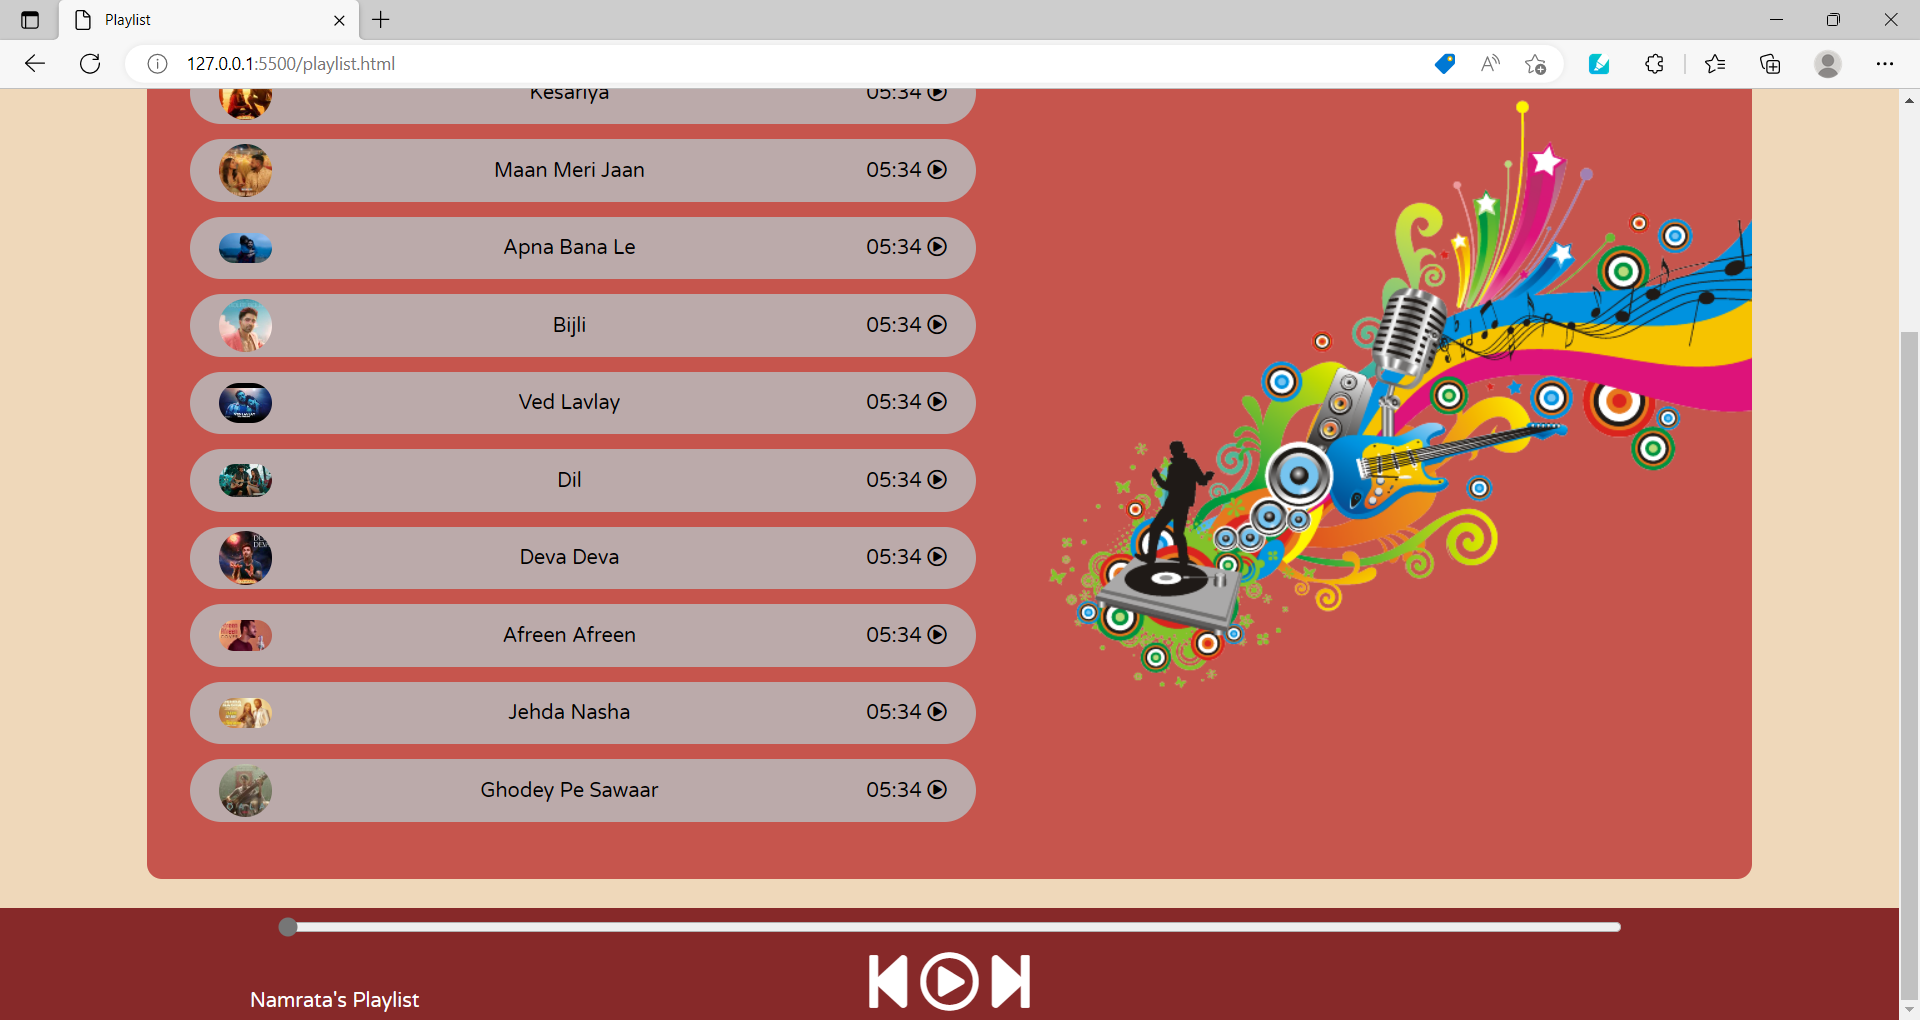 Playlist
127.0.0.1:5500/playlist.html
Kesariya 05:34
Maan Meri Jaan 05:34
Apna Bana Le 05:34
Bijli 05:34
Ved Lavlay 05:34
Dil 05:34
Deva Deva 05:34
Afreen Afreen 05:34
Jehda Nasha 05:34
Ghodey Pe Sawaar 05:34
Namrata's Playlist